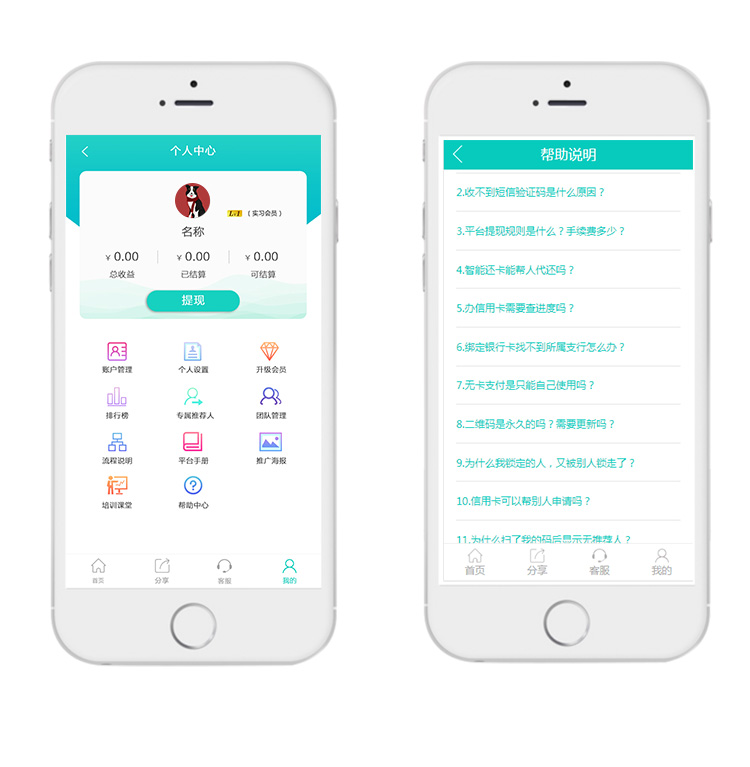 个人中心
Lv1 (实习会员)
名称
¥ 0.00 ¥ 0.00 ¥ 0.00
总收益 已结算 可结算
提现
账户管理 个人设置 升级会员
排行榜 专属推荐人 团队管理
流程说明 平台手册 推广海报
培训课堂 帮助中心
首页 分享 客服 我的
帮助说明
2.收不到短信验证码是什么原因？
3.平台提现规则是什么？手续费多少？
4.智能还卡能帮人代还吗？
5.办信用卡需要查进度吗？
6.绑定银行卡找不到所属支行怎么办？
7.无卡支付是只能自己使用吗？
8.二维码是永久的吗？需要更新吗？
9.为什么我锁定的人，又被别人锁走了？
10.信用卡可以帮别人申请吗？
11.为什么扫了我的码后显示无推荐人？
首页 分享 客服 我的